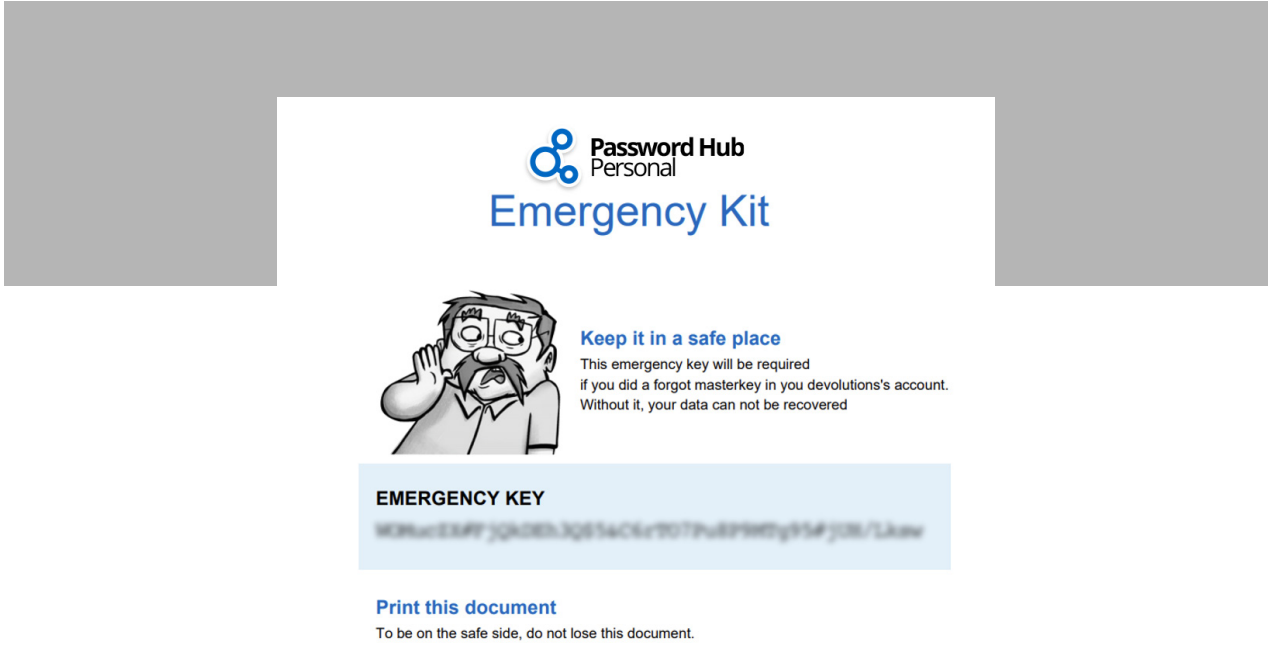 Password Hub
Personal
Emergency Kit
Keep it in a safe place
This emergency key will be required
if you did a forgot masterkey in you devolutions's account.
Without it, your data can not be recovered
EMERGENCY KEY
Print this document
To be on the safe side, do not lose this document.